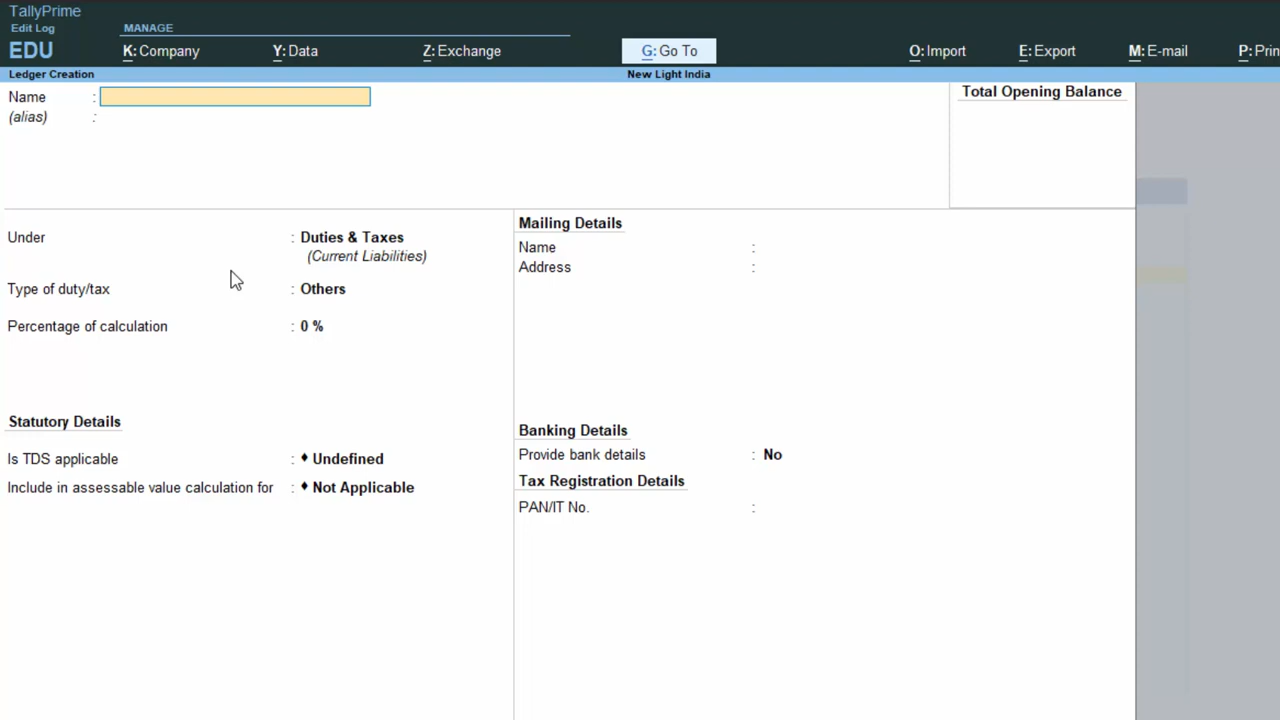 TallyPrime
Edit Log
MANAGE
EDU
K: Company Y: Data Z: Exchange G: Go To O: Import E: Export M: E-mail P: Prin
Ledger Creation New Light India
Name :
(alias) :
Total Opening Balance
Under : Duties & Taxes
(Current Liabilities)
Type of duty/tax : Others
Percentage of calculation : 0 %
Statutory Details
Is TDS applicable : ♦ Undefined
Include in assessable value calculation for : ♦ Not Applicable
Mailing Details
Name :
Address :
Banking Details
Provide bank details : No
Tax Registration Details
PAN/IT No. :